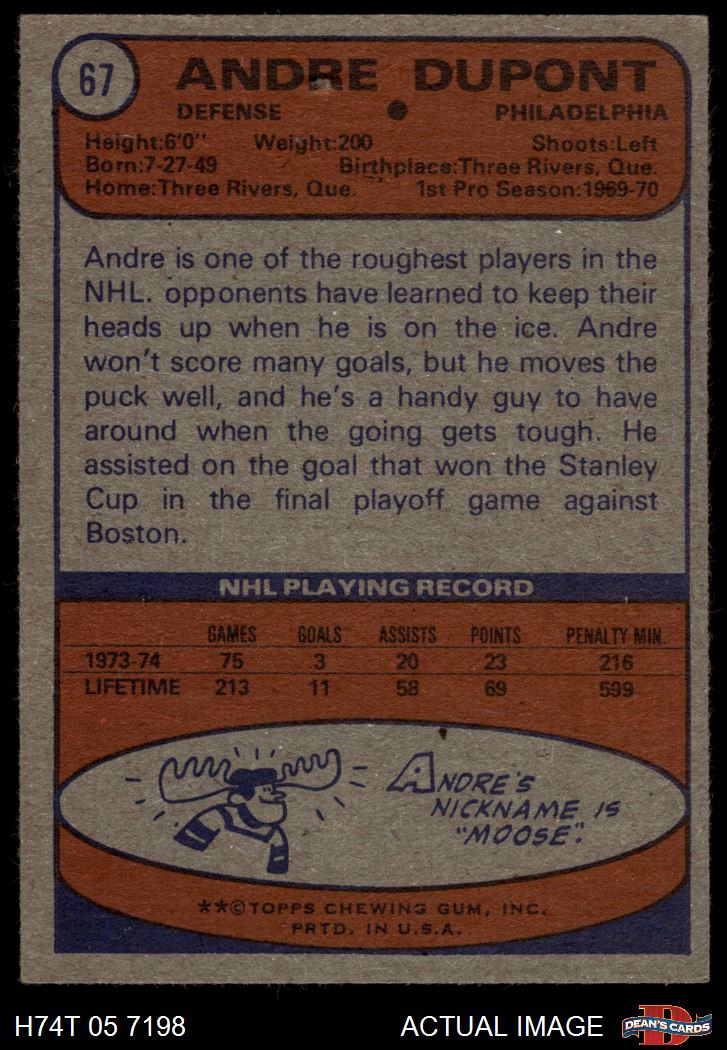 67
ANDRE DUPONT
DEFENSE ● PHILADELPHIA
Height:6'0" Weight:200 Shoots:Left
Born:7-27-49 Birthplace:Three Rivers, Que.
Home:Three Rivers, Que. 1st Pro Season:1969-70
Andre is one of the roughest players in the
NHL. opponents have learned to keep their
heads up when he is on the ice. Andre
won't score many goals, but he moves the
puck well, and he's a handy guy to have
around when the going gets tough. He
assisted on the goal that won the Stanley
Cup in the final playoff game against
Boston.
NHL PLAYING RECORD
GAMES GOALS ASSISTS POINTS PENALTY MIN.
1973-74 75 3 20 23 216
LIFETIME 213 11 58 69 599
ANDRE'S
NICKNAME IS
"MOOSE".
**©TOPPS CHEWING GUM, INC.
PRTD. IN U.S.A.
H74T 05 7198 ACTUAL IMAGE
D
DEAN'S CARDS